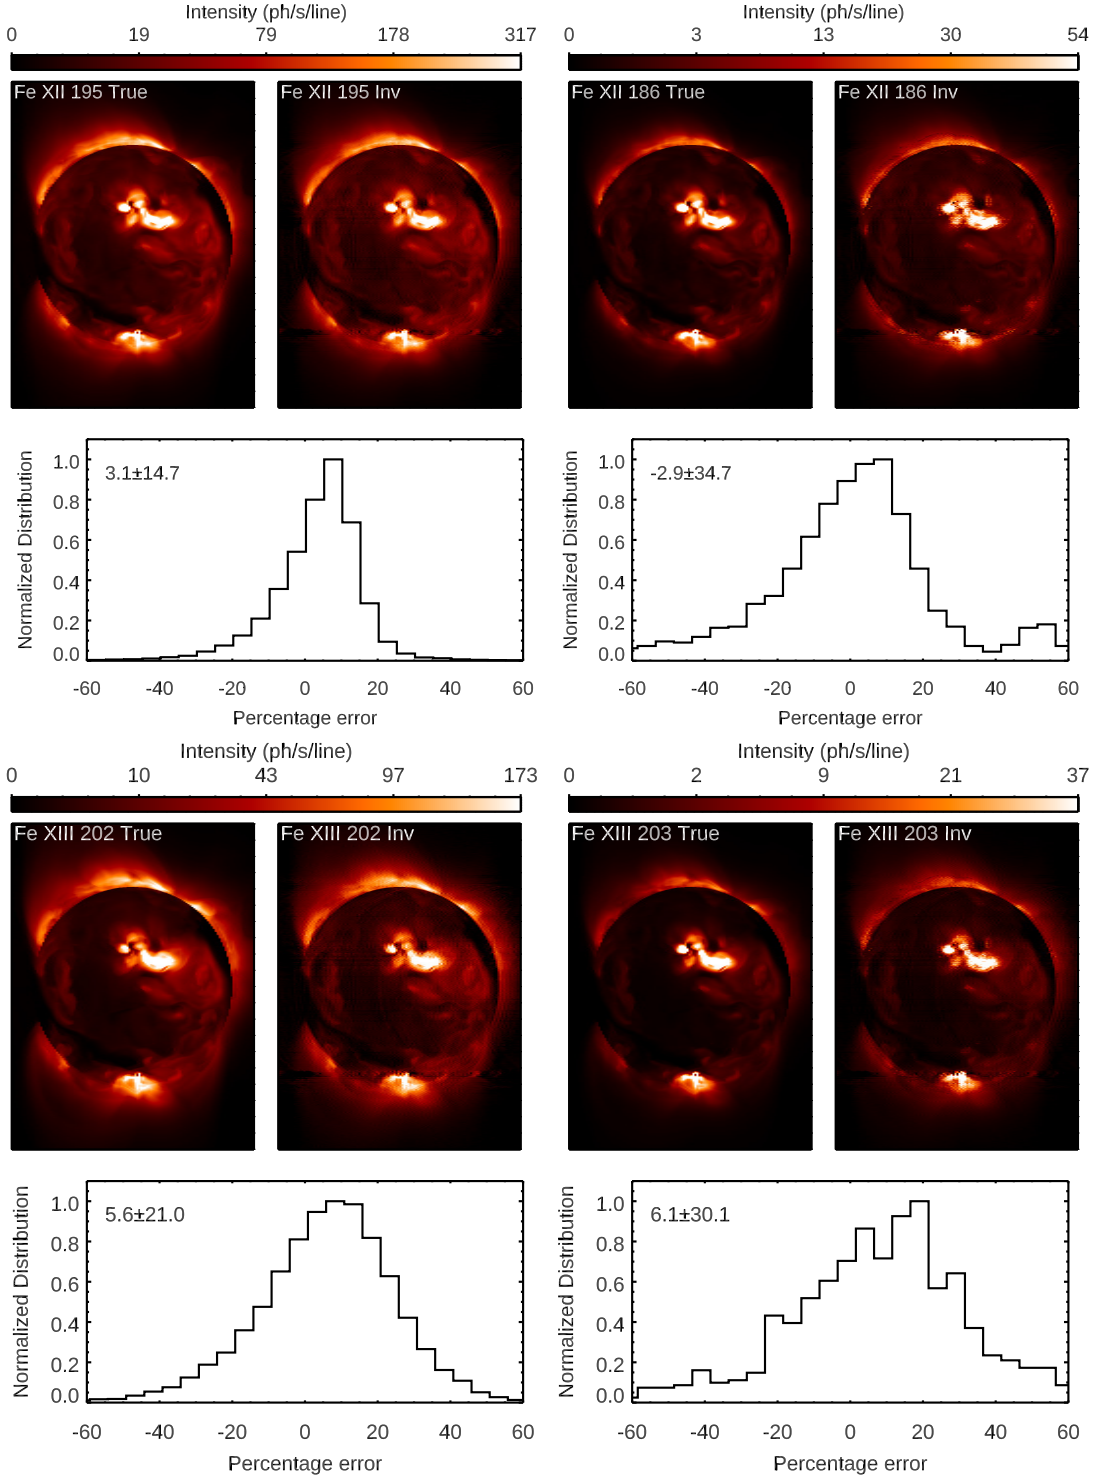 Intensity (ph/s/line)
0 19 79 178 317
Fe XII 195 True
Fe XII 195 Inv
Intensity (ph/s/line)
0 3 13 30 54
Fe XII 186 True
Fe XII 186 Inv
Normalized Distribution
1.0
0.8
0.6
0.4
0.2
0.0
3.1±14.7
-60 -40 -20 0 20 40 60
Percentage error
Normalized Distribution
1.0
0.8
0.6
0.4
0.2
0.0
-2.9±34.7
-60 -40 -20 0 20 40 60
Percentage error
Intensity (ph/s/line)
0 10 43 97 173
Fe XIII 202 True
Fe XIII 202 Inv
Intensity (ph/s/line)
0 2 9 21 37
Fe XIII 203 True
Fe XIII 203 Inv
Normalized Distribution
1.0
0.8
0.6
0.4
0.2
0.0
5.6±21.0
-60 -40 -20 0 20 40 60
Percentage error
Normalized Distribution
1.0
0.8
0.6
0.4
0.2
0.0
6.1±30.1
-60 -40 -20 0 20 40 60
Percentage error